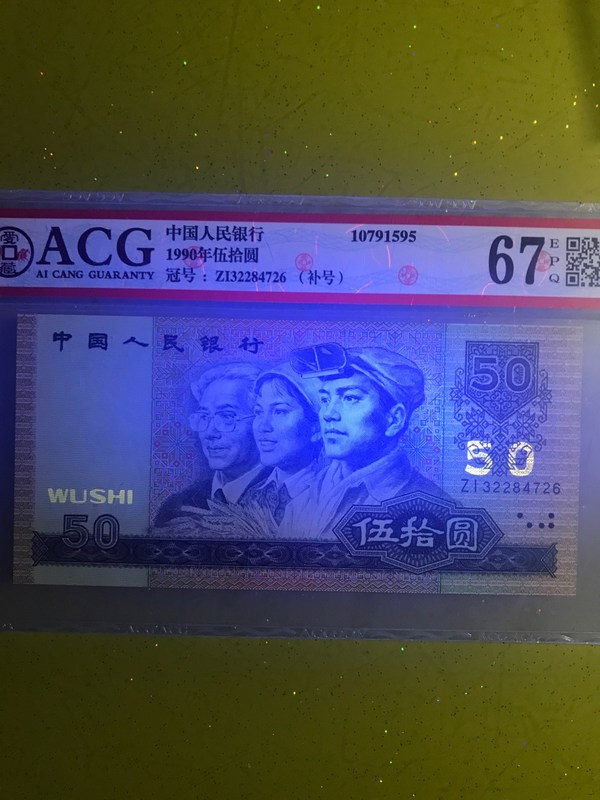 愛
藏
ACG
AI CANG GUARANTY
中国人民银行
1990年伍拾圆
冠号：ZI32284726 （补号）
10791595
67
EPQ
中国人民银行
50
50
ZI32284726
WUSHI
50
伍拾圆